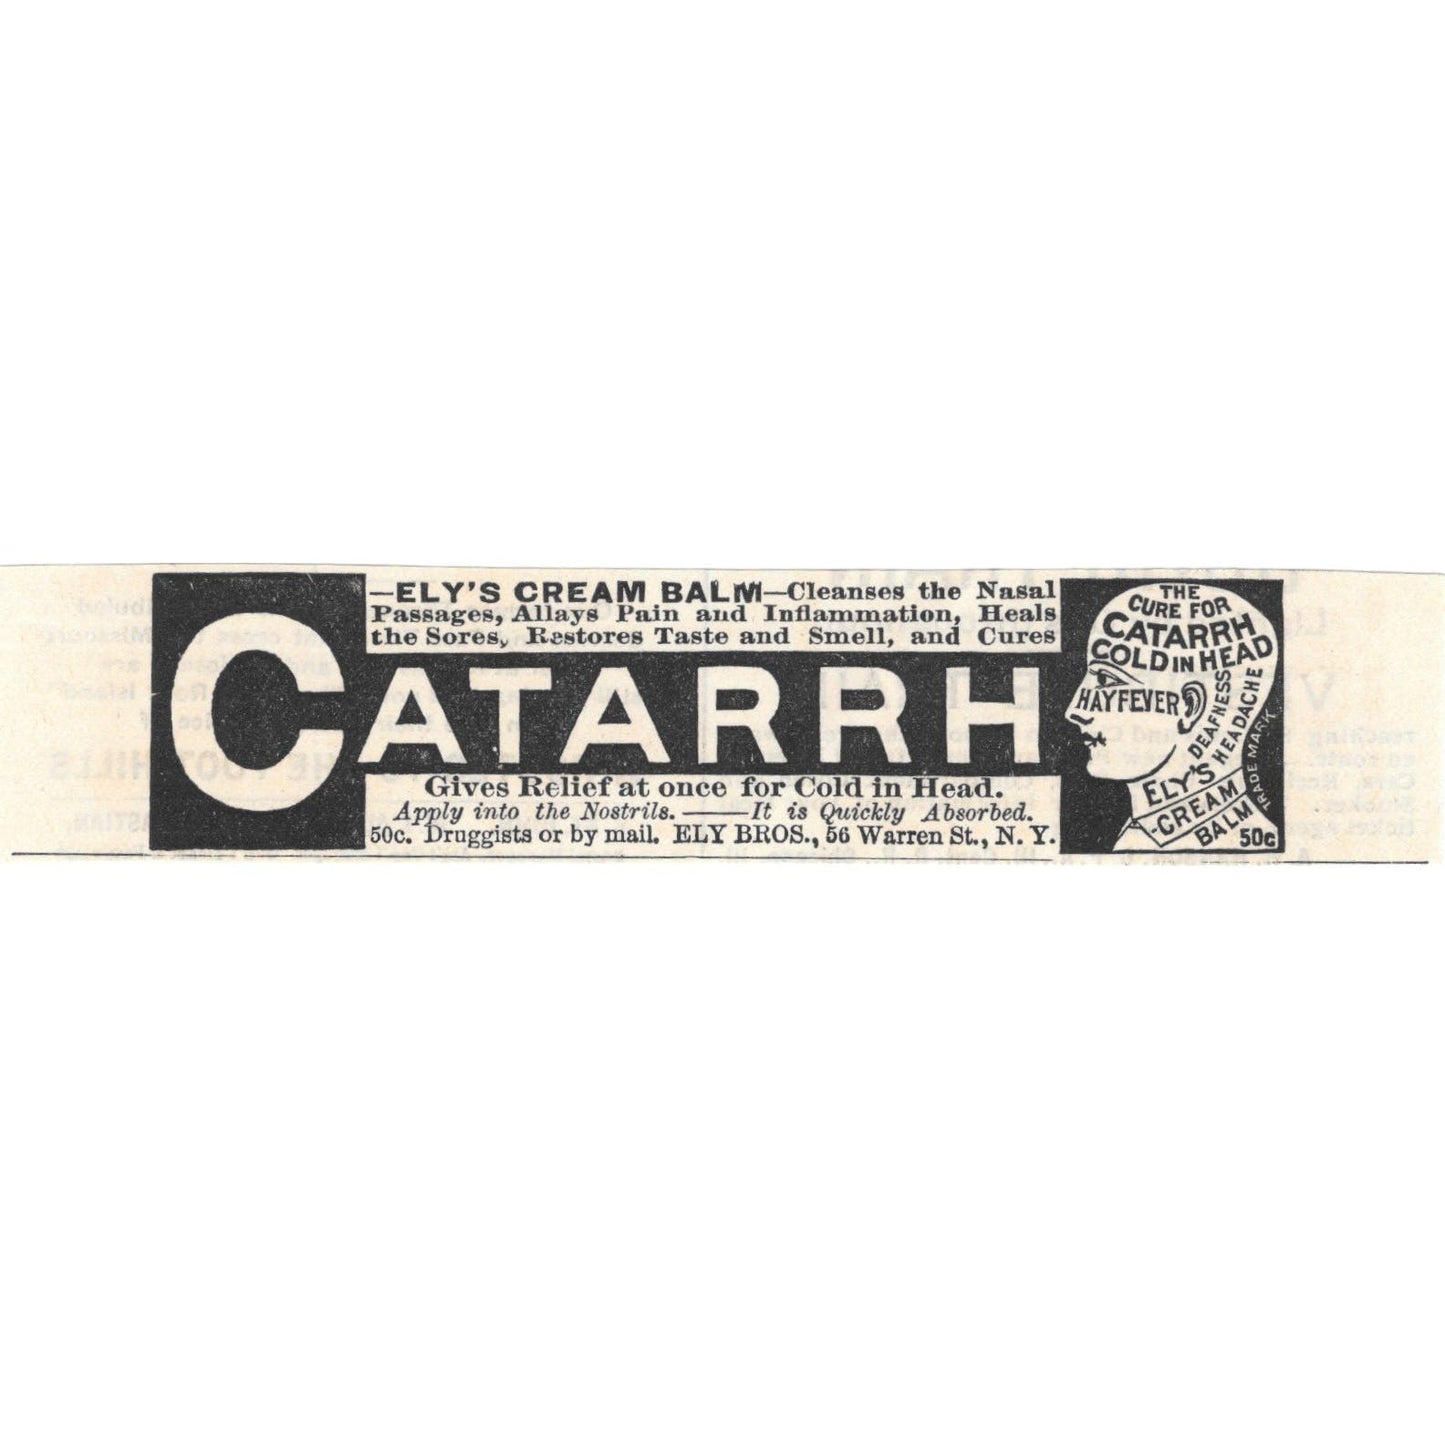 —ELY'S CREAM BALM—Cleanses the Nasal
Passages, Allays Pain and Inflammation, Heals
the Sores, Restores Taste and Smell, and Cures
CATARRH
Gives Relief at once for Cold in Head.
Apply into the Nostrils. —— It is Quickly Absorbed.
50c. Druggists or by mail. ELY BROS., 56 Warren St., N. Y.
THE
CURE FOR
CATARRH
COLD IN HEAD
HAYFEVER
DEAFNESS
HEADACHE
ELY'S
-CREAM
BALM
50c
TRADE MARK